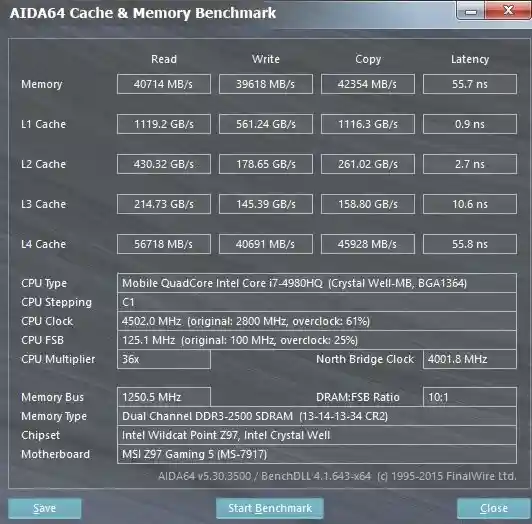 AIDA64 Cache & Memory Benchmark
Read Write Copy Latency
Memory 40714 MB/s 39618 MB/s 42354 MB/s 55.7 ns
L1 Cache 1119.2 GB/s 561.24 GB/s 1116.3 GB/s 0.9 ns
L2 Cache 430.32 GB/s 178.65 GB/s 261.02 GB/s 2.7 ns
L3 Cache 214.73 GB/s 145.39 GB/s 158.80 GB/s 10.6 ns
L4 Cache 56718 MB/s 40691 MB/s 45928 MB/s 55.8 ns
CPU Type Mobile QuadCore Intel Core i7-4980HQ (Crystal Well-MB, BGA1364)
CPU Stepping C1
CPU Clock 4502.0 MHz (original: 2800 MHz, overclock: 61%)
CPU FSB 125.1 MHz (original: 100 MHz, overclock: 25%)
CPU Multiplier 36x North Bridge Clock 4001.8 MHz
Memory Bus 1250.5 MHz DRAM:FSB Ratio 10:1
Memory Type Dual Channel DDR3-2500 SDRAM (13-14-13-34 CR2)
Chipset Intel Wildcat Point Z97, Intel Crystal Well
Motherboard MSI Z97 Gaming 5 (MS-7917)
AIDA64 v5.30.3500 / BenchDLL 4.1.643-x64 (c) 1995-2015 FinalWire Ltd.
Save Start Benchmark Close